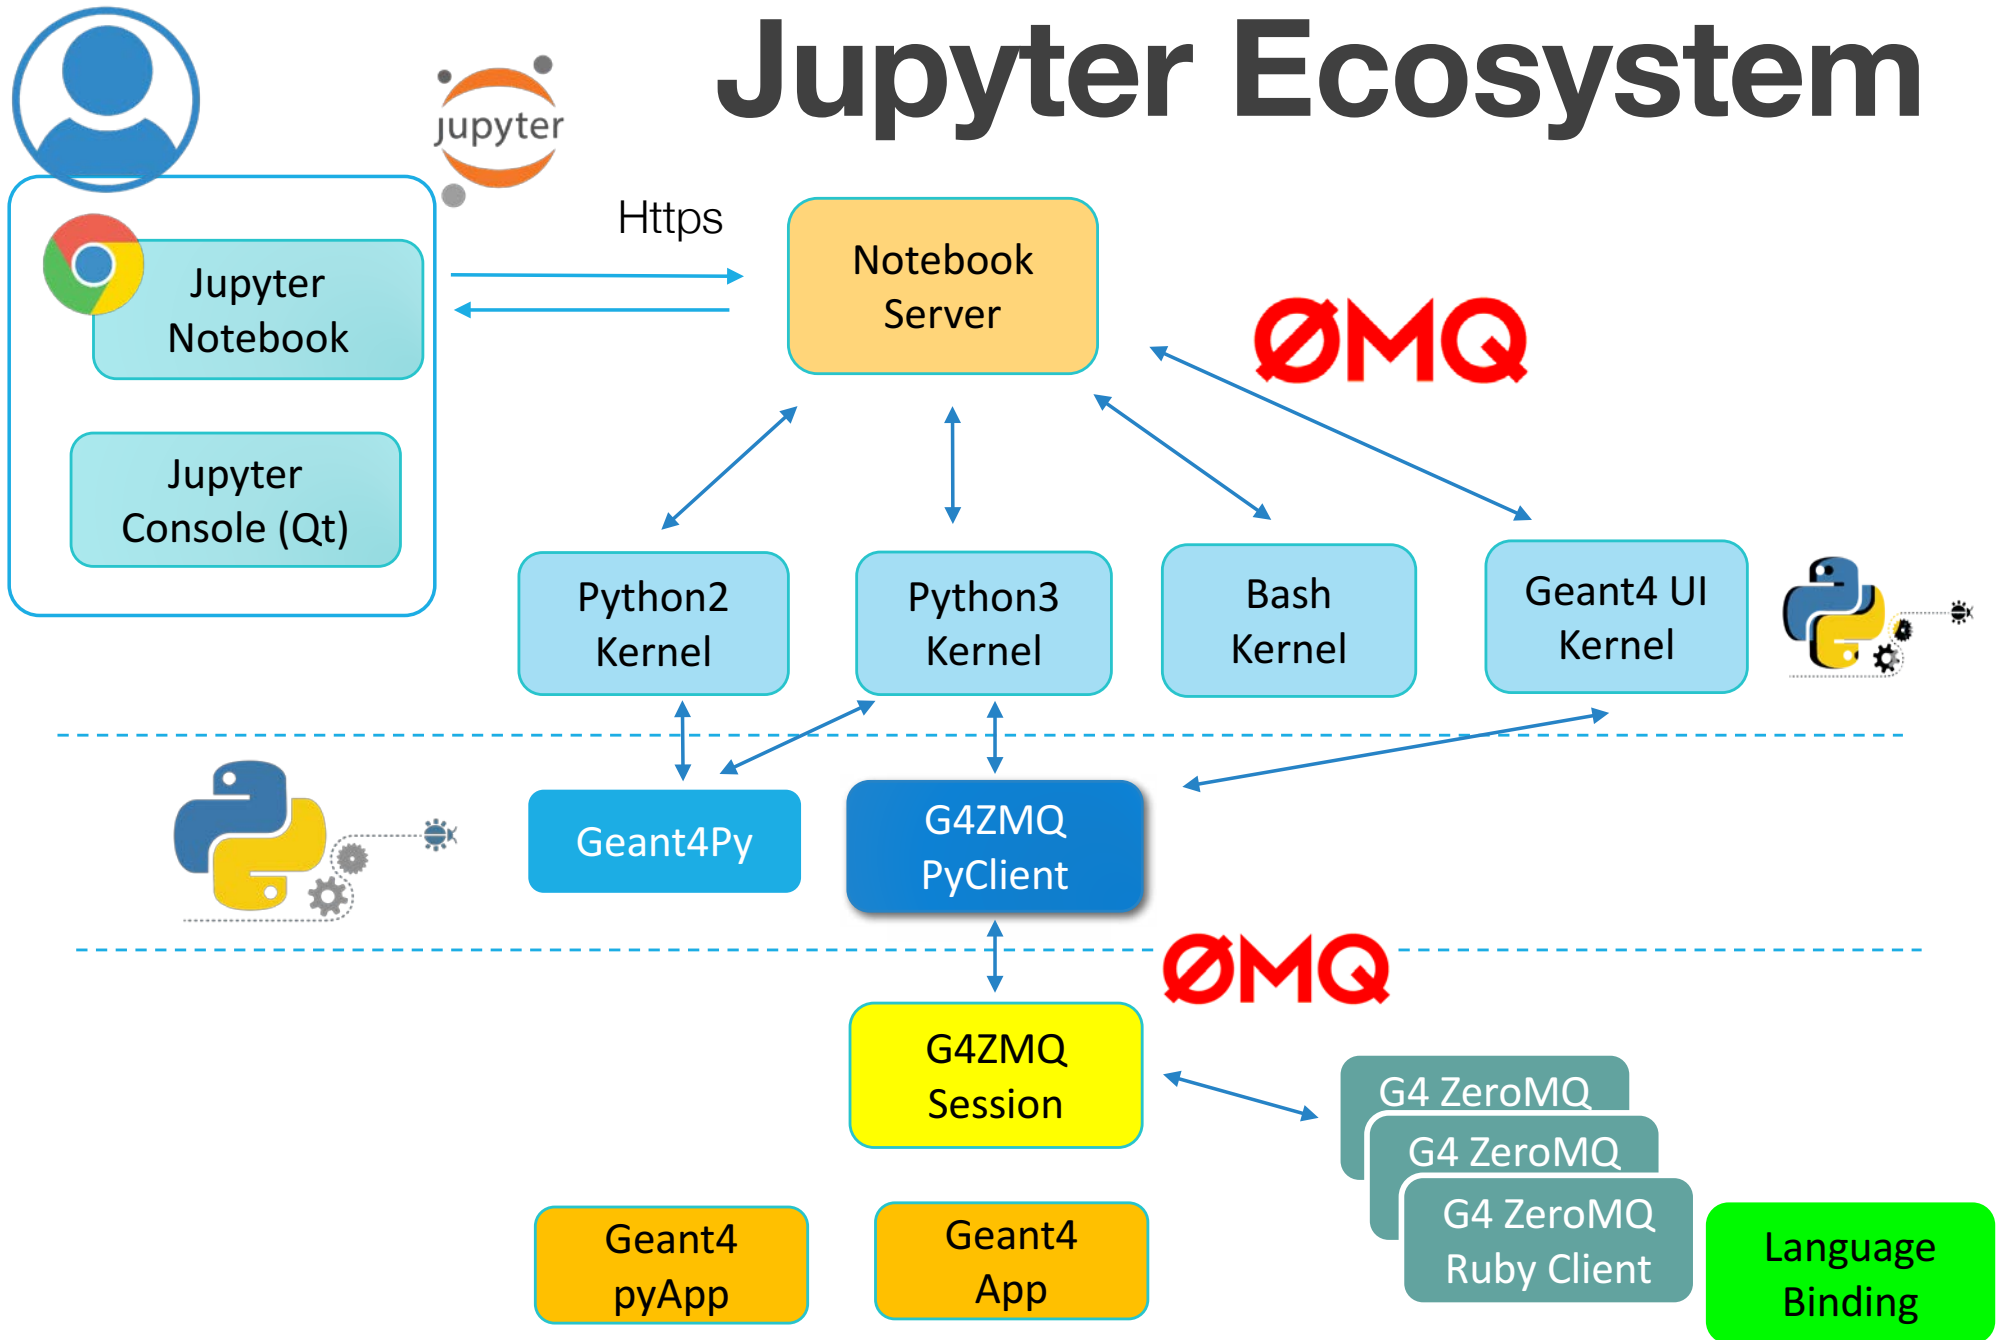 Jupyter Ecosystem
jupyter
Https
Jupyter
Notebook
Notebook
Server
ØMQ
Jupyter
Console (Qt)
Python2
Kernel
Python3
Kernel
Bash
Kernel
Geant4 UI
Kernel
Geant4Py
G4ZMQ
PyClient
ØMQ
G4ZMQ
Session
G4 ZeroMQ
G4 ZeroMQ
G4 ZeroMQ
Ruby Client
Geant4
pyApp
Geant4
App
Language
Binding